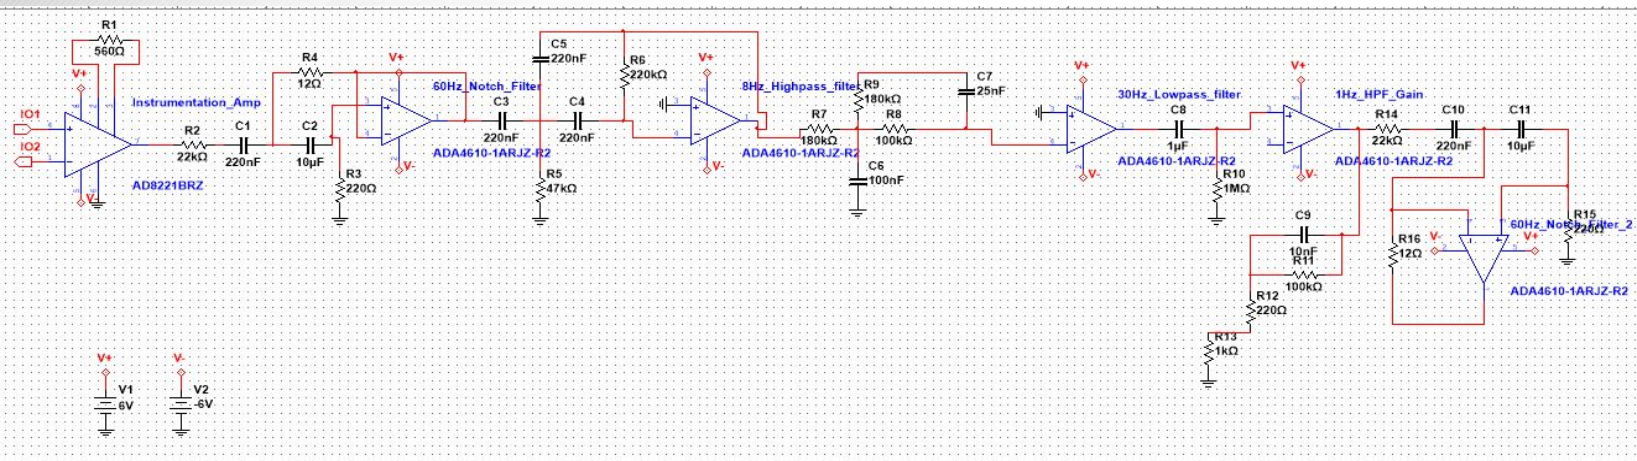 R1
560Ω
V+
Instrumentation_Amp
IO1
IO2
R2
22kΩ
C1
220nF
AD8221BRZ
V-
R4
12Ω
C2
10µF
R3
220Ω
V+
60Hz_Notch_Filter
V-
ADA4610-1ARJZ-R2
C3
220nF
C5
220nF
C4
220nF
R5
47kΩ
R6
220kΩ
V+
8Hz_Highpass_filter
V-
ADA4610-1ARJZ-R2
R7
180kΩ
R9
180kΩ
R8
100kΩ
C6
100nF
C7
25nF
V+
30Hz_Lowpass_filter
V-
ADA4610-1ARJZ-R2
C8
1µF
R10
1MΩ
V+
1Hz_HPF_Gain
V-
ADA4610-1ARJZ-R2
C9
10nF
R11
100kΩ
R12
220Ω
R13
1kΩ
R14
22kΩ
C10
220nF
C11
10µF
R15
220Ω
60Hz_Notch_Filter_2
V-
V+
R16
12Ω
ADA4610-1ARJZ-R2
V+
V1
6V
V-
V2
-6V